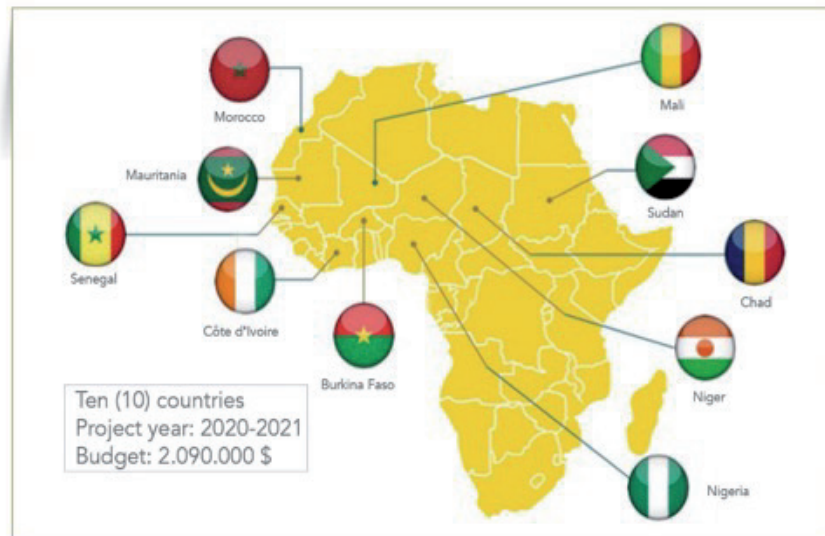 Morocco
Mali
Mauritania
Sudan
Senegal
Chad
Côte d'Ivoire
Burkina Faso
Niger
Nigeria
Ten (10) countries
Project year: 2020-2021
Budget: 2.090.000 $